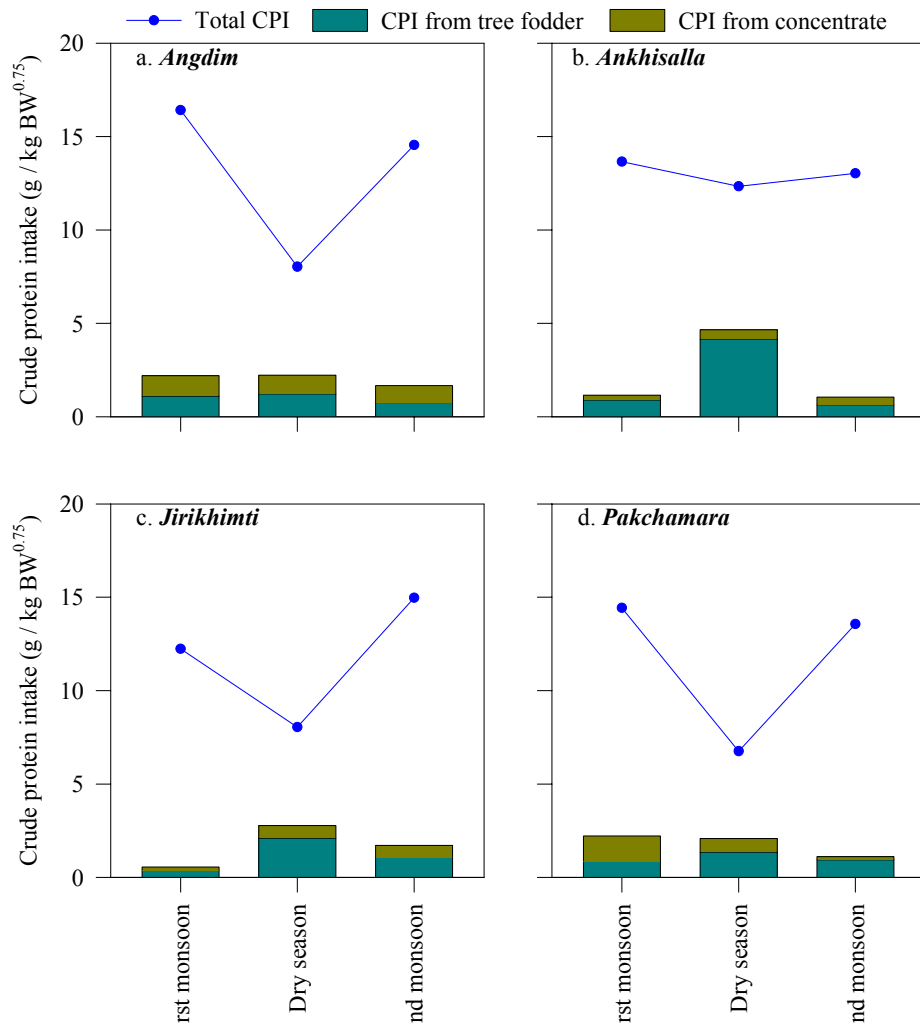 Total CPI CPI from tree fodder CPI from concentrate
Crude protein intake (g / kg BW0.75)
20
15
10
5
0
a. Angdim
b. Ankhisalla
Crude protein intake (g / kg BW0.75)
20
15
10
5
0
c. Jirikhimti
d. Pakchamara
rst monsoon
Dry season
nd monsoon
rst monsoon
Dry season
nd monsoon